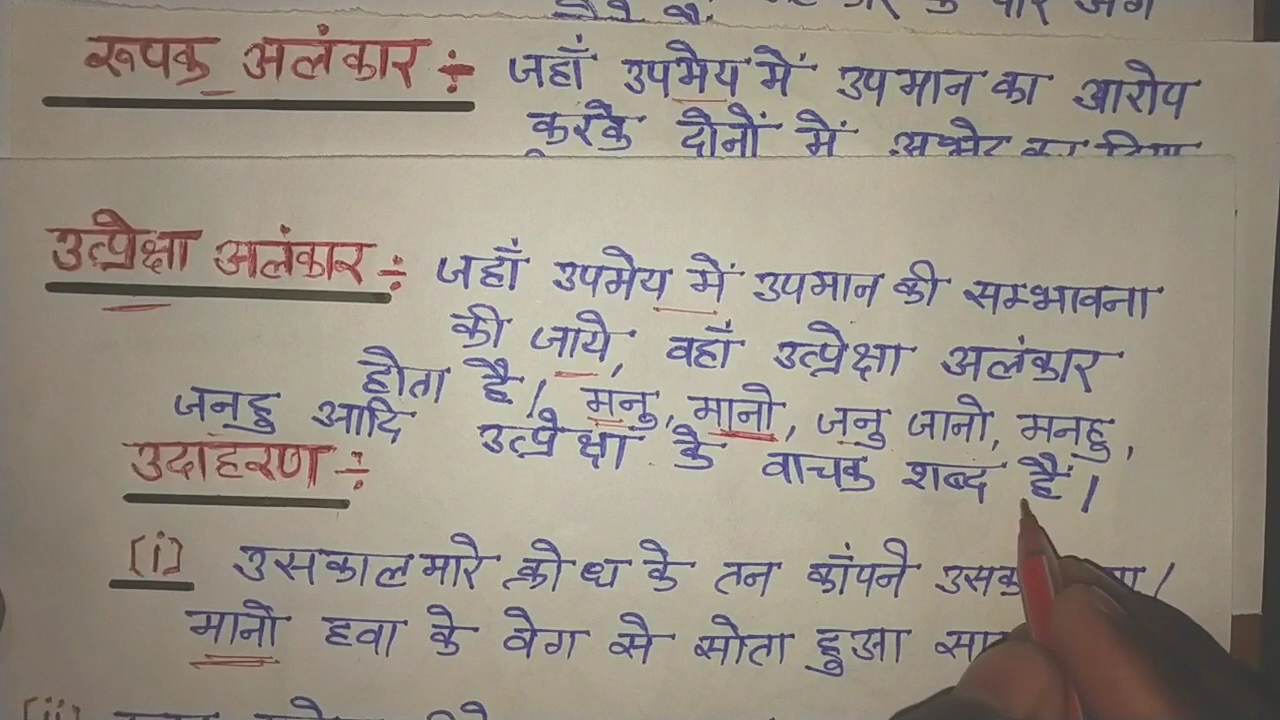 रूपक अलंकार ÷ जहाँ उपमेय में उपमान का आरोप
करके दोनों में
उत्प्रेक्षा अलंकार ÷ जहाँ उपमेय में उपमान की सम्भावना
की जाये, वहाँ उत्प्रेक्षा अलंकार
होता है। मनु, मानो, जनु जानो, मनहु,
जनहु आदि उत्प्रेक्षा के वाचक शब्द हैं।
उदाहरण ÷
(i) उसकाल मारे क्रोध के तन काँपने
मानो हवा के वेग से सोता हुआ
(ii)